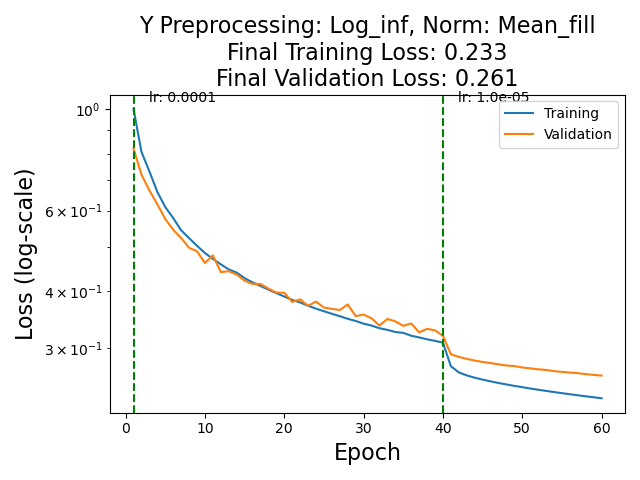 Y Preprocessing: Log_inf, Norm: Mean_fill
Final Training Loss: 0.233
Final Validation Loss: 0.261
lr: 0.0001
lr: 1.0e-05
Training
Validation
10⁰
6 × 10⁻¹
4 × 10⁻¹
3 × 10⁻¹
Loss (log-scale)
0 10 20 30 40 50 60
Epoch